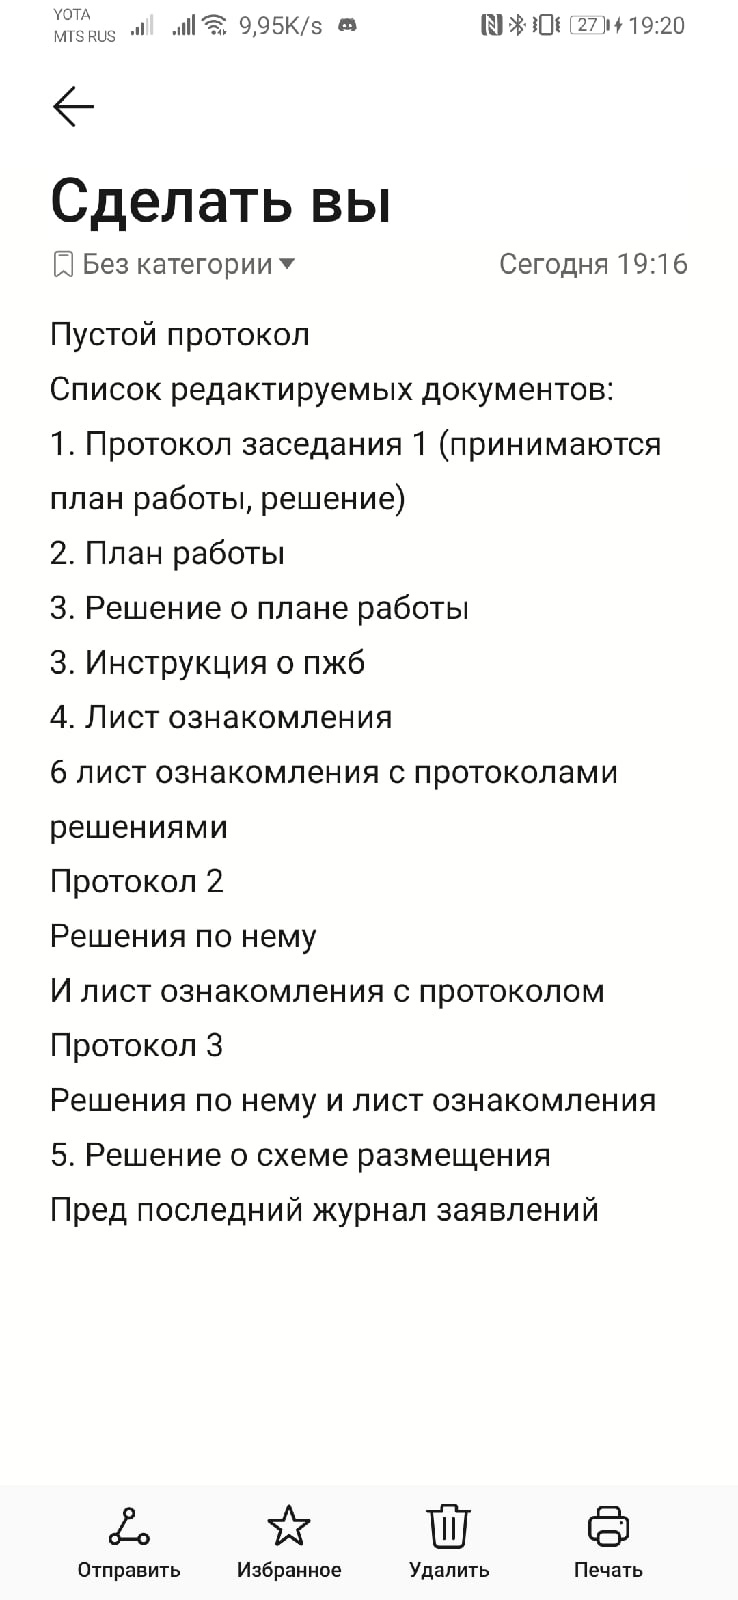 YOTA
MTS RUS
9,95K/s
27
19:20
Сделать вы
Без категории
Сегодня 19:16
Пустой протокол
Список редактируемых документов:
1. Протокол заседания 1 (принимаются
план работы, решение)
2. План работы
3. Решение о плане работы
3. Инструкция о пжб
4. Лист ознакомления
6 лист ознакомления с протоколами
решениями
Протокол 2
Решения по нему
И лист ознакомления с протоколом
Протокол 3
Решения по нему и лист ознакомления
5. Решение о схеме размещения
Пред последний журнал заявлений
Отправить
Избранное
Удалить
Печать